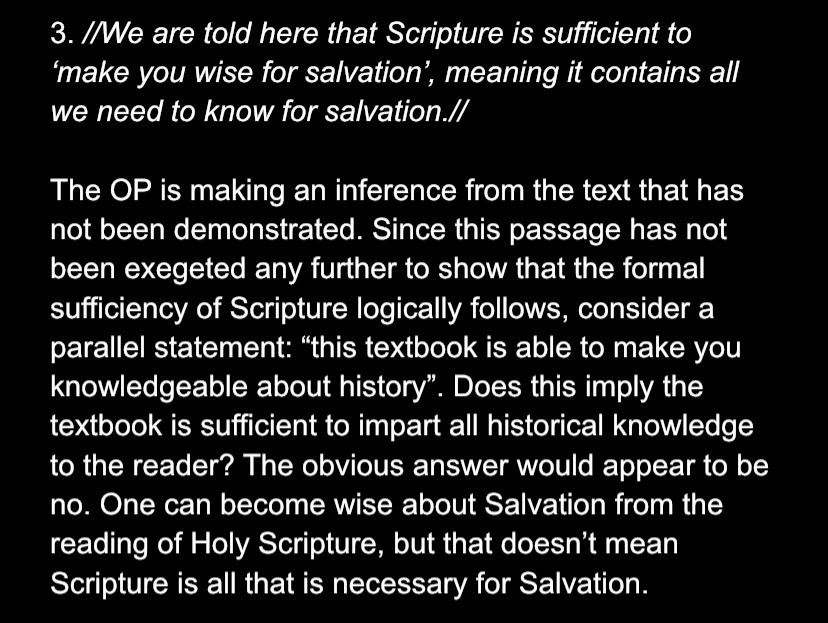 3. //We are told here that Scripture is sufficient to
‘make you wise for salvation’, meaning it contains all
we need to know for salvation.//
The OP is making an inference from the text that has
not been demonstrated. Since this passage has not
been exegeted any further to show that the formal
sufficiency of Scripture logically follows, consider a
parallel statement: “this textbook is able to make you
knowledgeable about history”. Does this imply the
textbook is sufficient to impart all historical knowledge
to the reader? The obvious answer would appear to be
no. One can become wise about Salvation from the
reading of Holy Scripture, but that doesn’t mean
Scripture is all that is necessary for Salvation.